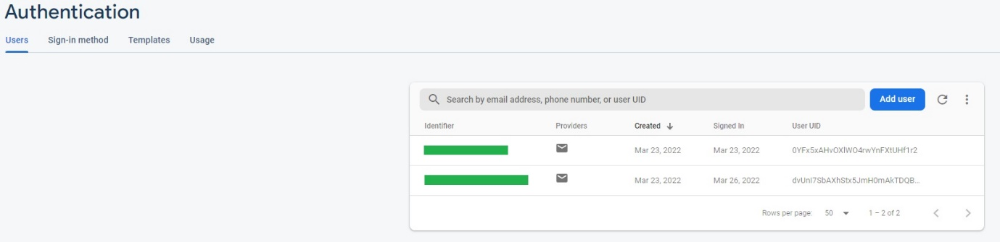 Authentication
Users Sign-in method Templates Usage
Search by email address, phone number, or user UID Add user
Identifier Providers Created Signed In User UID
Mar 23, 2022 Mar 23, 2022 0YFx5xAHvOXlWO4rwYnFXtUHf1r2
Mar 23, 2022 Mar 26, 2022 dvUnI7SbAXhStx5JmH0mAkTDQB...
Rows per page: 50 1 – 2 of 2